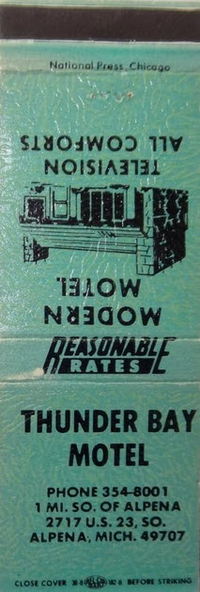 National Press, Chicago
MODERN
MOTEL
TELEVISION
ALL COMFORTS
REASONABLE
RATES
THUNDER BAY
MOTEL
PHONE 354-8001
1 MI. SO. OF ALPENA
2717 U.S. 23, SO.
ALPENA, MICH. 49707
CLOSE COVER BEFORE STRIKING